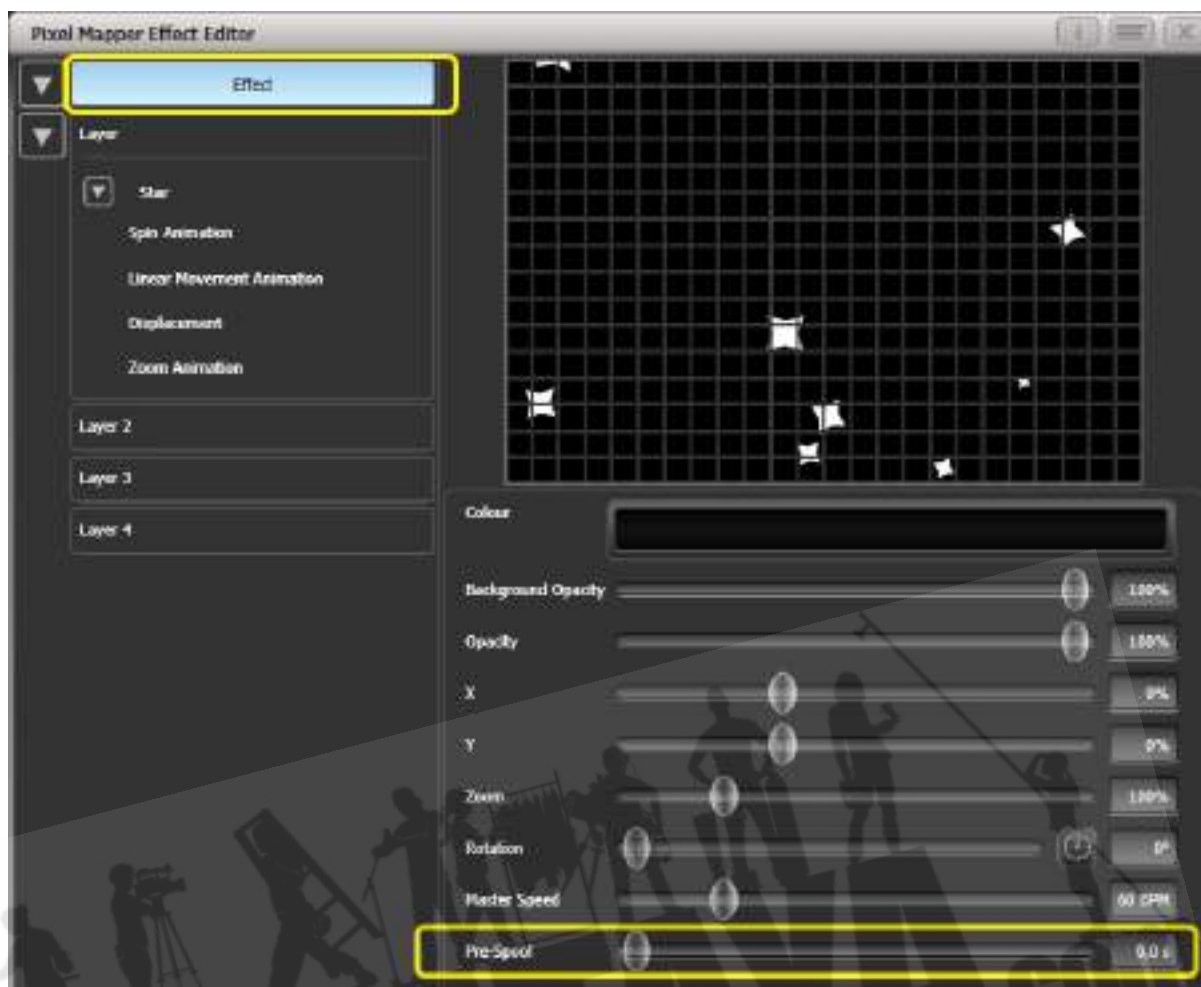 Pixel Mapper Effect Editor
Effect
Layer
Star
Spin Animation
Linear Movement Animation
Displacement
Zoom Animation
Layer 2
Layer 3
Layer 4
Colour
Background Opacity 100%
Opacity 100%
X 0%
Y 0%
Zoom 100%
Rotation 0°
Master Speed 60 BPM
Pre-Spool 0.0 s